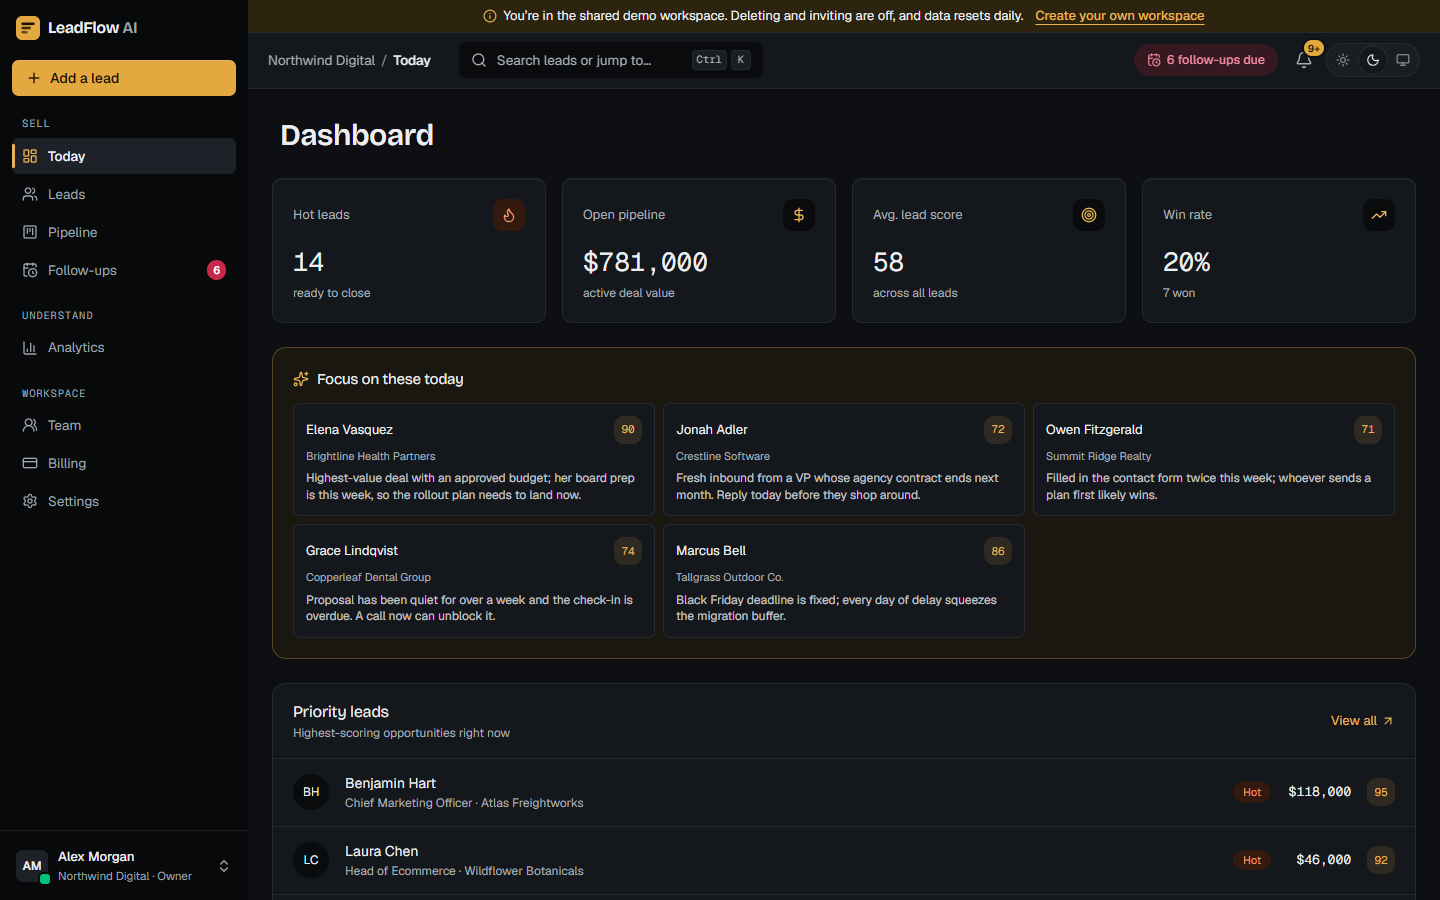 LeadFlow AI
Add a lead
SELL
Today
Leads
Pipeline
Follow-ups
6
UNDERSTAND
Analytics
WORKSPACE
Team
Billing
Settings
AM
Alex Morgan
Northwind Digital · Owner
You're in the shared demo workspace. Deleting and inviting are off, and data resets daily. Create your own workspace
Northwind Digital / Today
Search leads or jump to...
Ctrl K
6 follow-ups due
9+
Dashboard
Hot leads
14
ready to close
Open pipeline
$781,000
active deal value
Avg. lead score
58
across all leads
Win rate
20%
7 won
Focus on these today
Elena Vasquez
90
Brightline Health Partners
Highest-value deal with an approved budget; her board prep
is this week, so the rollout plan needs to land now.
Jonah Adler
72
Crestline Software
Fresh inbound from a VP whose agency contract ends next
month. Reply today before they shop around.
Owen Fitzgerald
71
Summit Ridge Realty
Filled in the contact form twice this week; whoever sends a
plan first likely wins.
Grace Lindqvist
74
Copperleaf Dental Group
Proposal has been quiet for over a week and the check-in is
overdue. A call now can unblock it.
Marcus Bell
86
Tallgrass Outdoor Co.
Black Friday deadline is fixed; every day of delay squeezes
the migration buffer.
Priority leads
Highest-scoring opportunities right now
View all
BH
Benjamin Hart
Chief Marketing Officer · Atlas Freightworks
Hot
$118,000
95
LC
Laura Chen
Head of Ecommerce · Wildflower Botanicals
Hot
$46,000
92